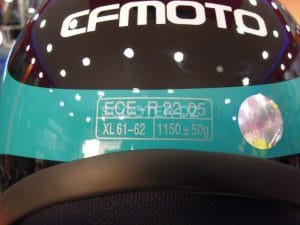 CFMOTO
ECE-R 22.05
XL 61-62 1150 ± 50g